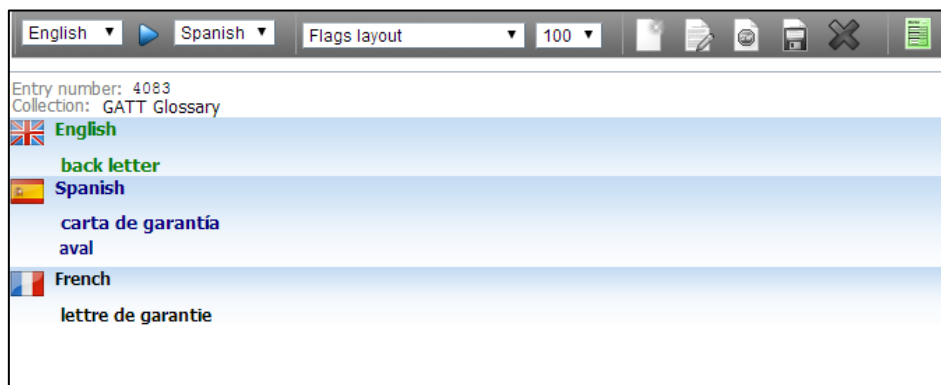 English Spanish Flags layout 100
Entry number: 4083
Collection: GATT Glossary
English
back letter
Spanish
carta de garantía
aval
French
lettre de garantie